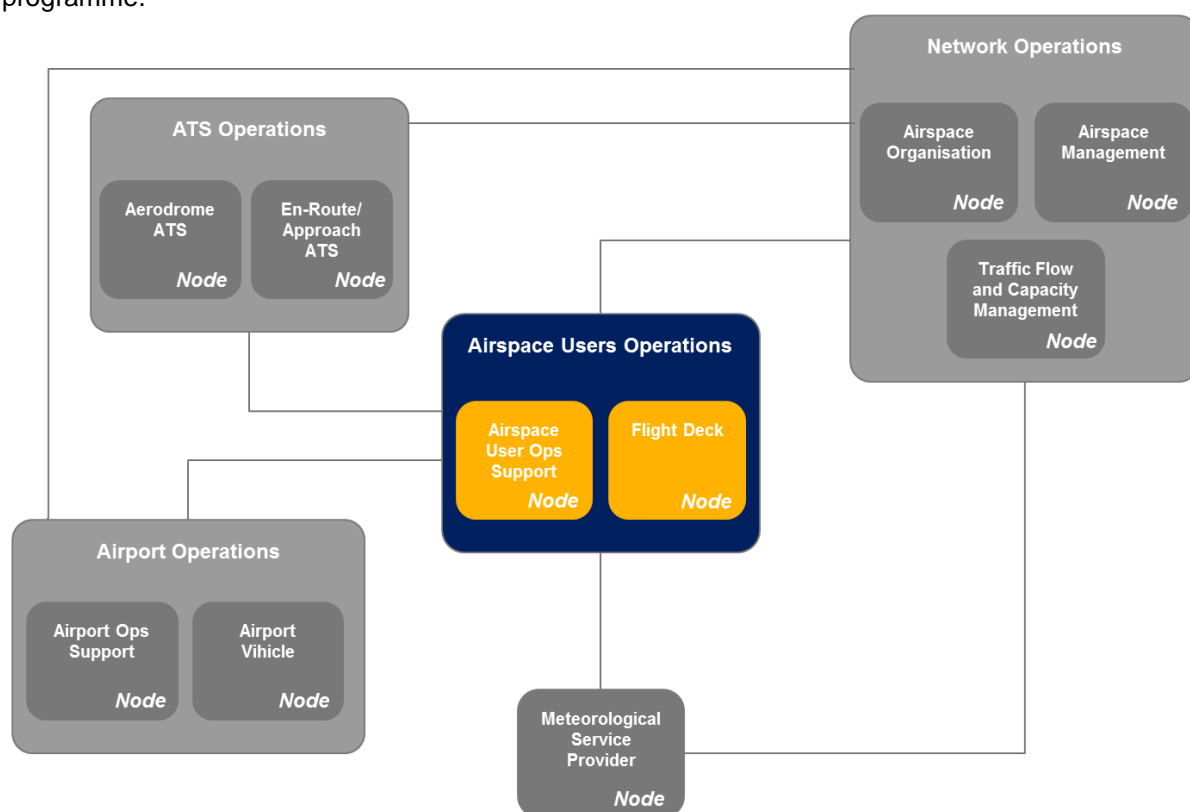 programme.
Network Operations
Airspace
Organisation
Node
Airspace
Management
Node
Traffic Flow
and Capacity
Management
Node
ATS Operations
Aerodrome
ATS
Node
En-Route/
Approach
ATS
Node
Airspace Users Operations
Airspace
User Ops
Support
Node
Flight Deck
Node
Airport Operations
Airport Ops
Support
Node
Airport
Vihicle
Node
Meteorological
Service
Provider
Node